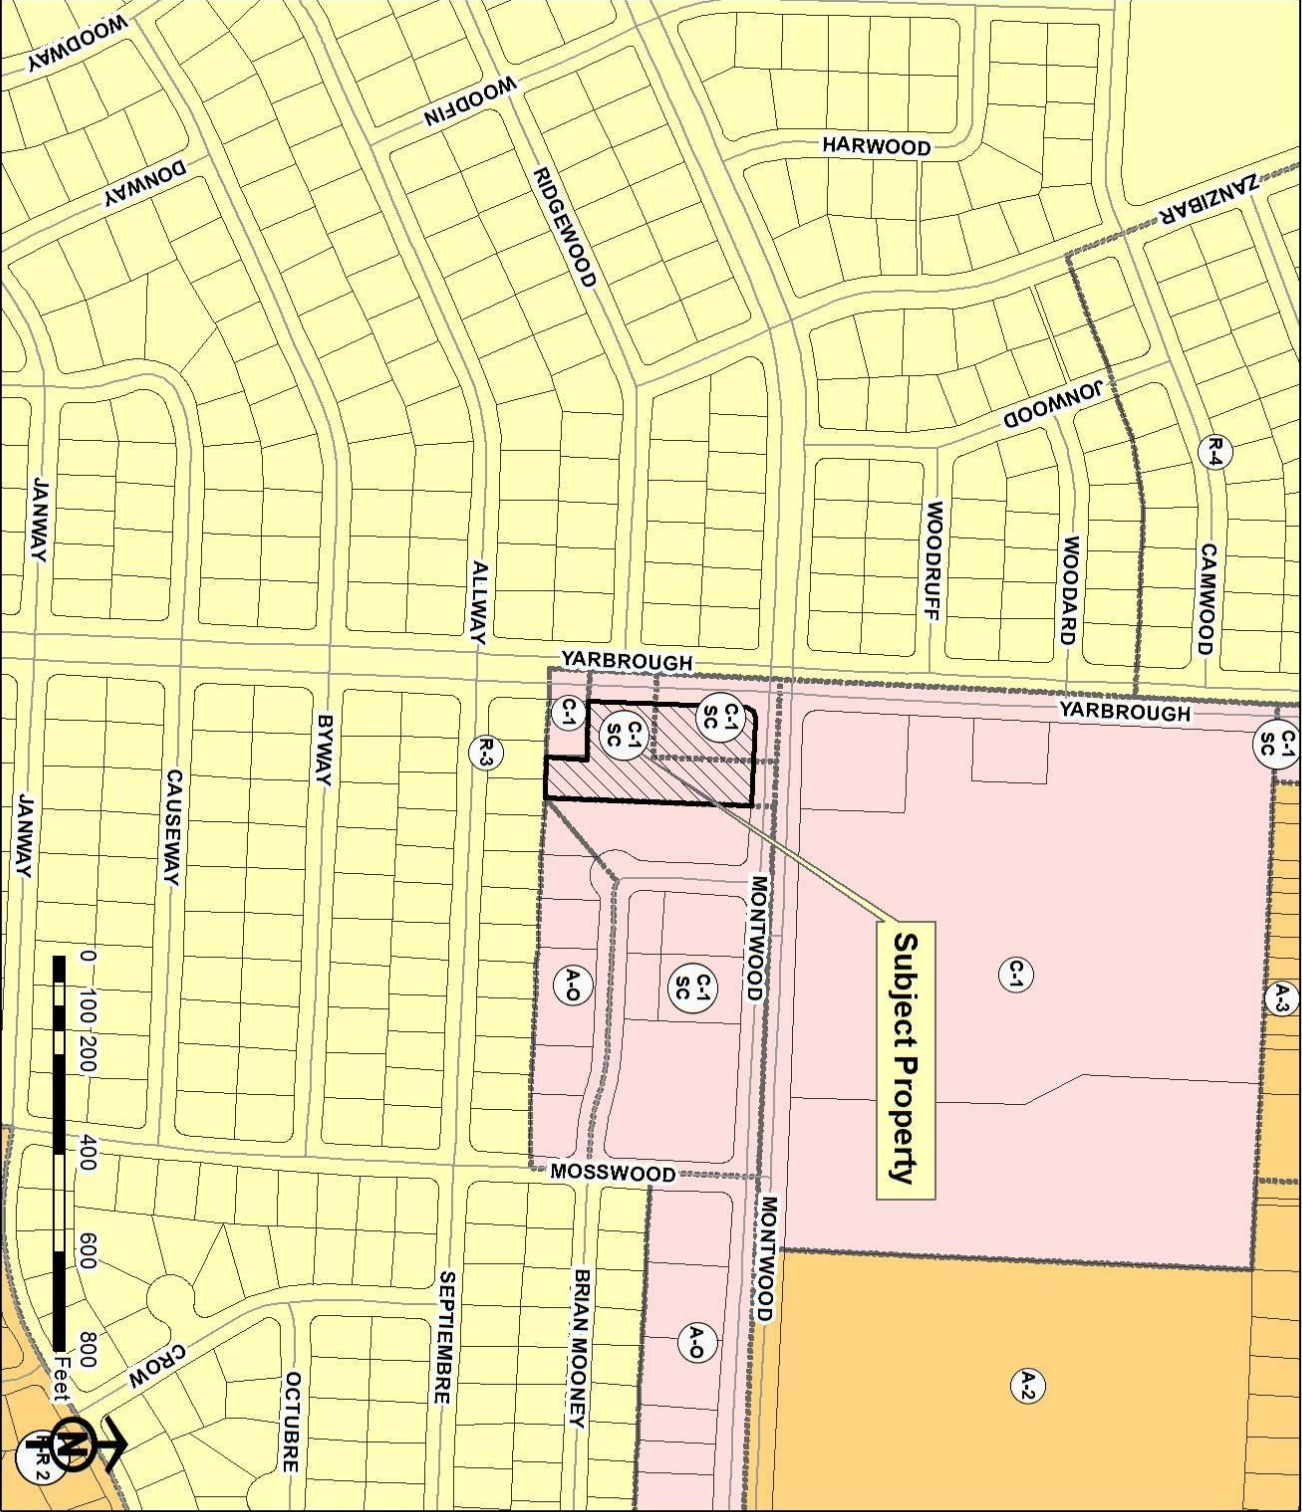 WOODWAY
WOODFIN
DONWAY
RIDGEWOOD
HARWOOD
ZANZIBAR
JONWOOD
R-4
JANWAY
ALLWAY
WOODRUFF
WOODARD
CAMWOOD
YARBROUGH
YARBROUGH
C-1
C-1
SC
C-1
SC
C-1
SC
R-3
BYWAY
CAUSEWAY
JANWAY
MONTWOOD
Subject Property
A-O
C-1
SC
C-1
A-3
MOSSWOOD
MONTWOOD
0 100 200 400 600 800
Feet
CROW
OCTUBRE
SEPTIEMBRE
BRIAN MOONEY
A-O
A-2
N